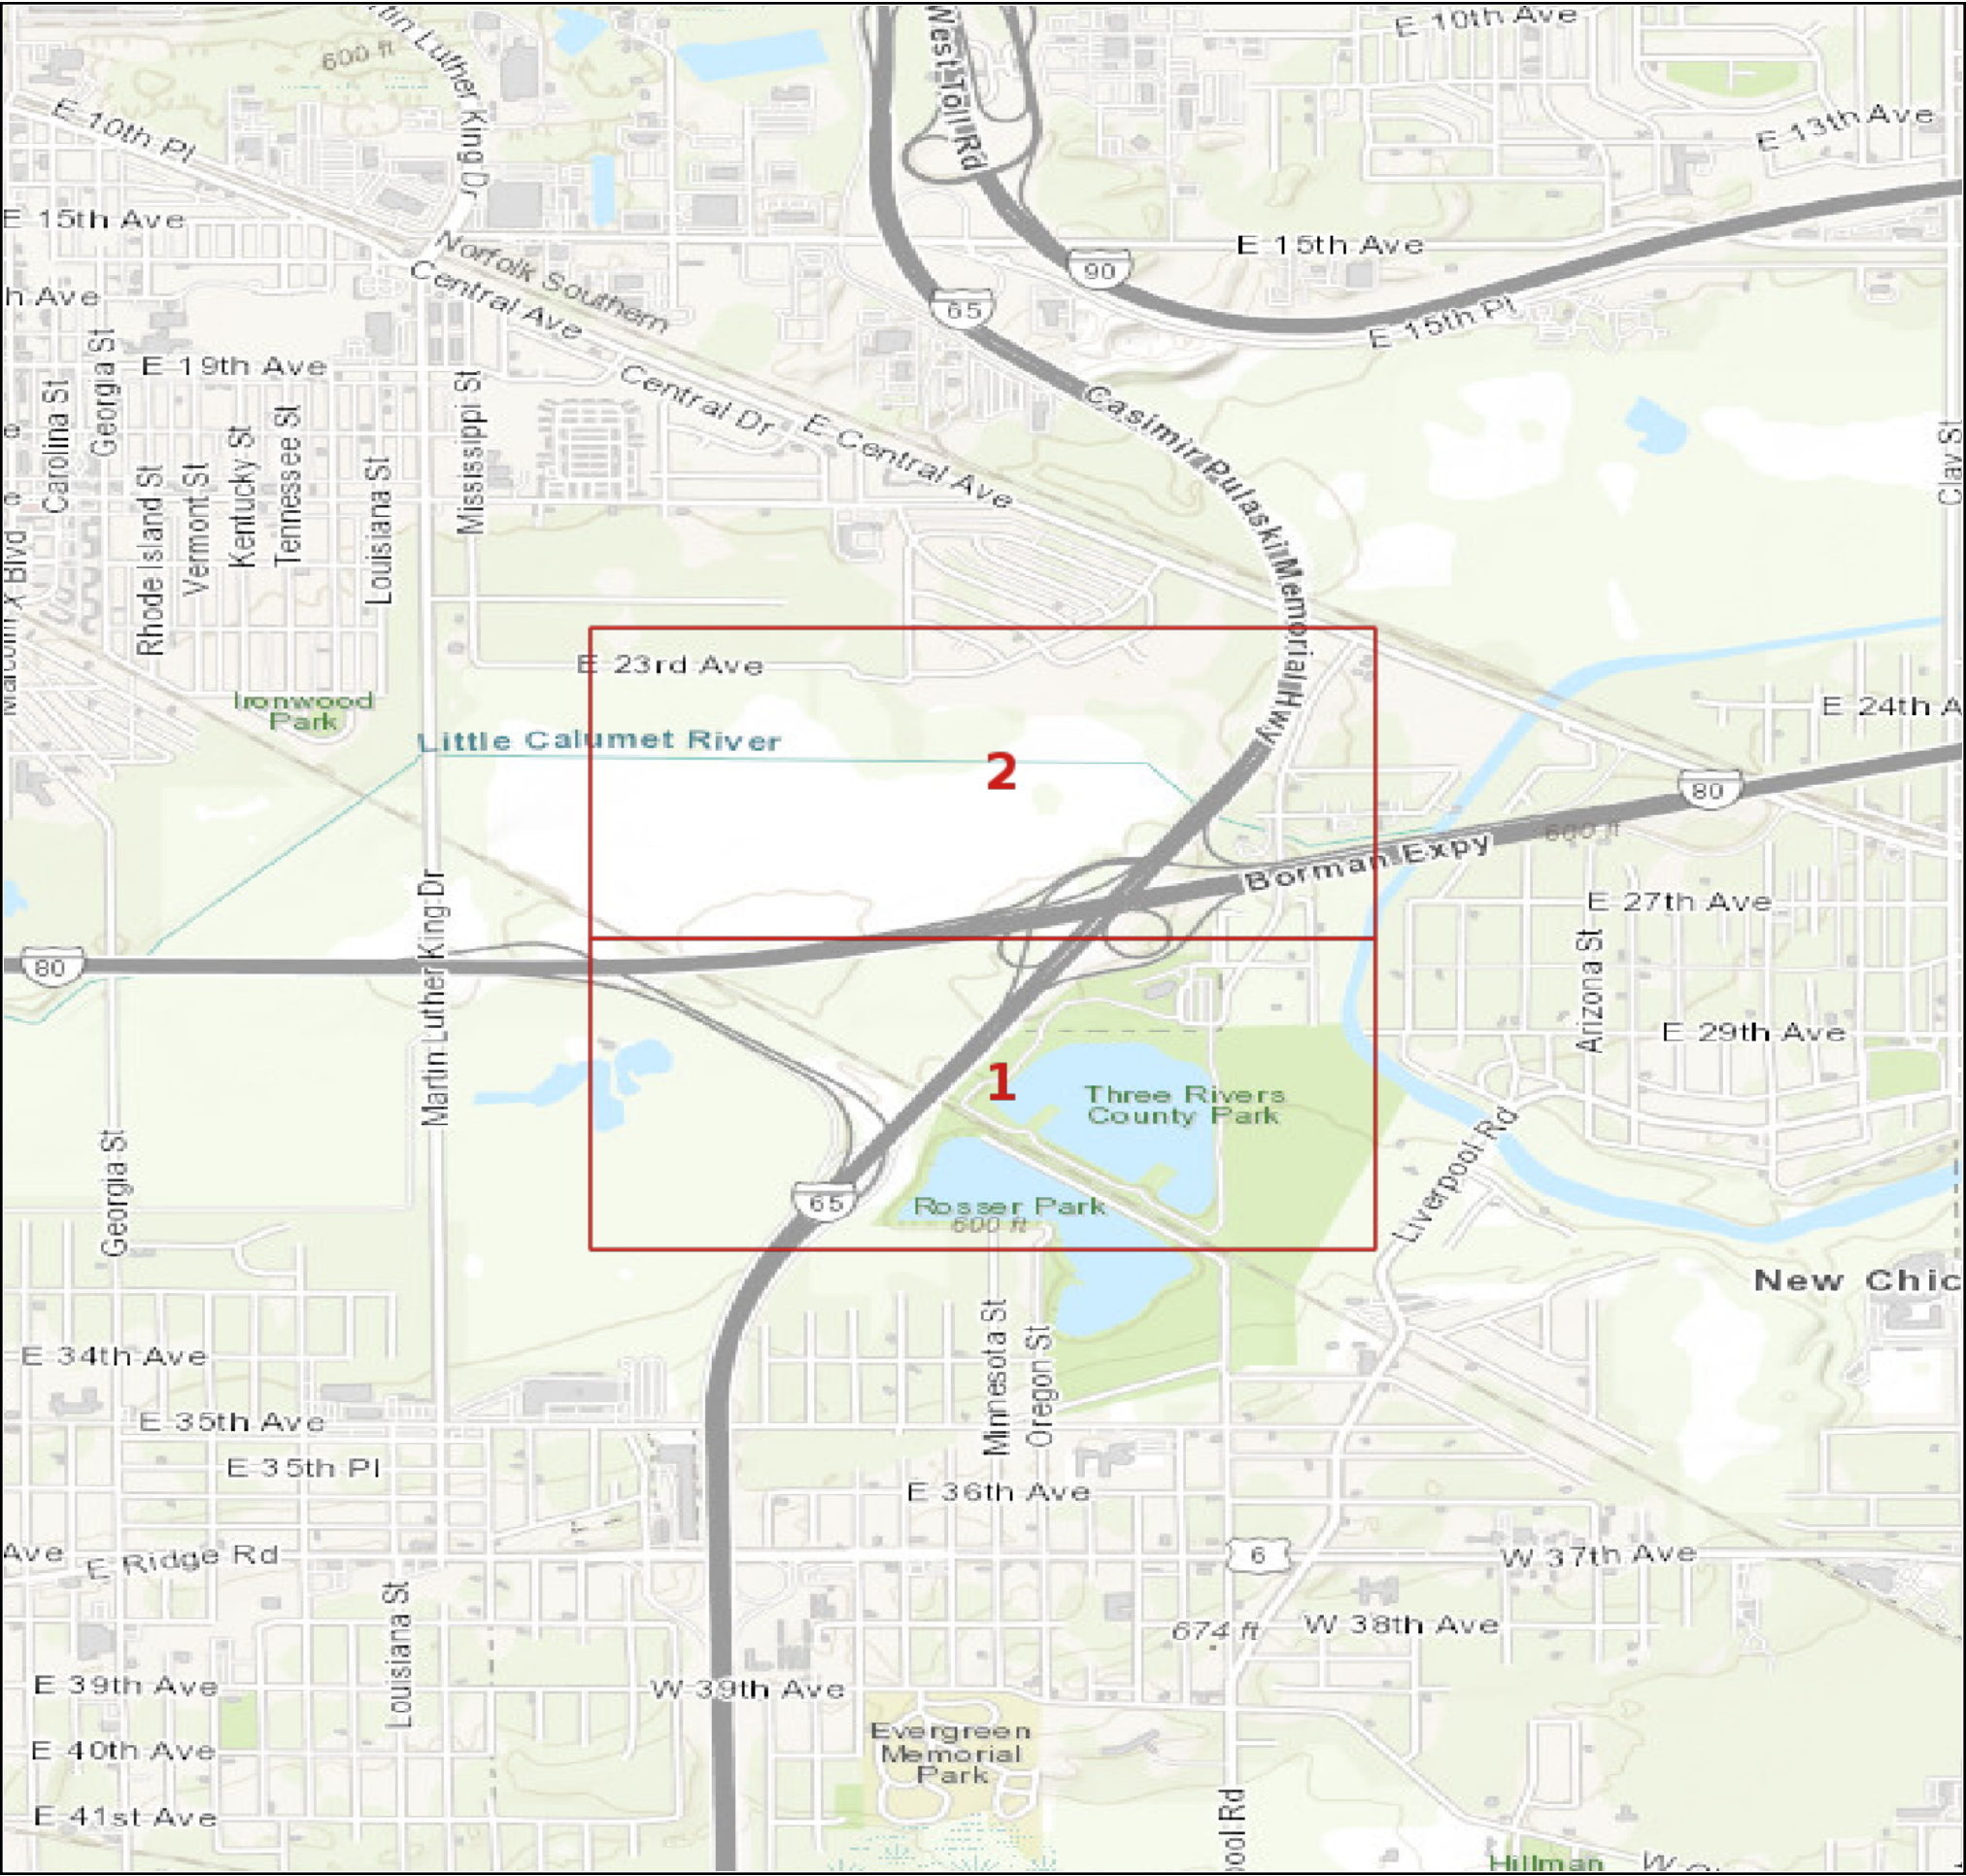 E 10th Ave
West Toll Rd
Luther King Dr
600 ft
E 10th Pl
E 13th Ave
E 15th Ave
Norfolk Southern
E 15th Ave
90
Central Ave
h Ave
65
E 15th Pl
E 19th Ave
Georgia St
Carolina St
Mississippi St
Central Dr
E Central Ave
Casimir Pulaski Memorial Hwy
Clay St
Rhode Island St
Vermont St
Kentucky St
Tennessee St
Louisiana St
Blvd
E 23rd Ave
Ironwood
Park
E 24th A
Little Calumet River
2
80
600 ft
Borman Expy
E 27th Ave
Martin Luther King Dr
80
Arizona St
E 29th Ave
1
Three Rivers
County Park
Georgia St
Liverpool Rd
65
Rosser Park
600 ft
New Chic
Minnesota St
Oregon St
E 34th Ave
E 35th Ave
E 35th Pl
E 36th Ave
Ave
E Ridge Rd
6
W 37th Ave
Louisiana St
674 ft
W 38th Ave
E 39th Ave
W 39th Ave
Evergreen
Memorial
Park
E 40th Ave
E 41st Ave
ool Rd
Hillman